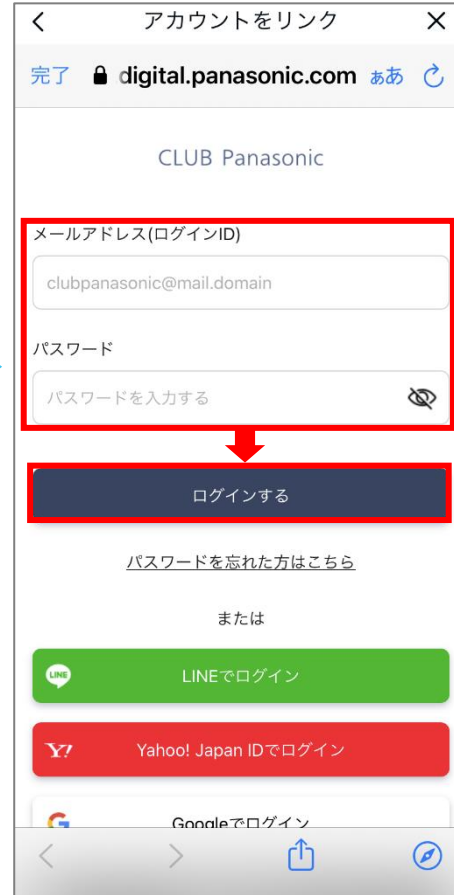 アカウントをリンク
完了 digital.panasonic.com ぁあ
CLUB Panasonic
メールアドレス(ログインID)
clubpanasonic@mail.domain
パスワード
パスワードを入力する
ログインする
パスワードを忘れた方はこちら
または
LINE LINEでログイン
Y! Yahoo! Japan IDでログイン
G Googleでログイン